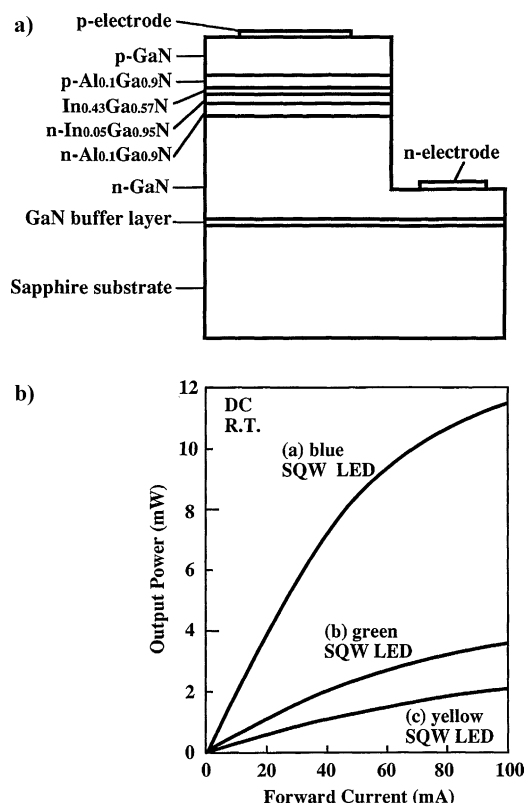 a)
p-electrode
p-GaN
p-Al0.1Ga0.9N
In0.43Ga0.57N
n-In0.05Ga0.95N
n-Al0.1Ga0.9N
n-electrode
n-GaN
GaN buffer layer
Sapphire substrate
b)
12
10
8
6
4
2
0
Output Power (mW)
DC
R.T.
(a) blue
SQW LED
(b) green
SQW LED
(c) yellow
SQW LED
0 20 40 60 80 100
Forward Current (mA)